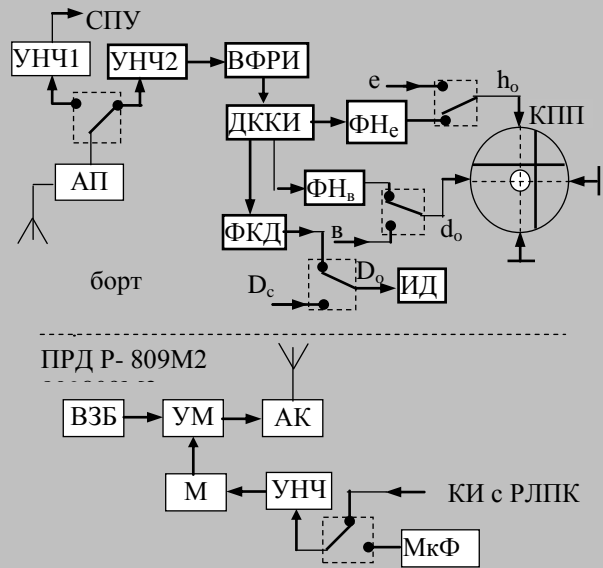 СПУ
УНЧ1
УНЧ2
ВФРИ
e
hо
КПП
ДККИ
ФНе
АП
ФНв
в
dо
ФКД
борт
Dс
Dо
ИД
ПРД Р- 809М2
ВЗБ
УМ
АК
М
УНЧ
КИ с РЛПК
МкФ